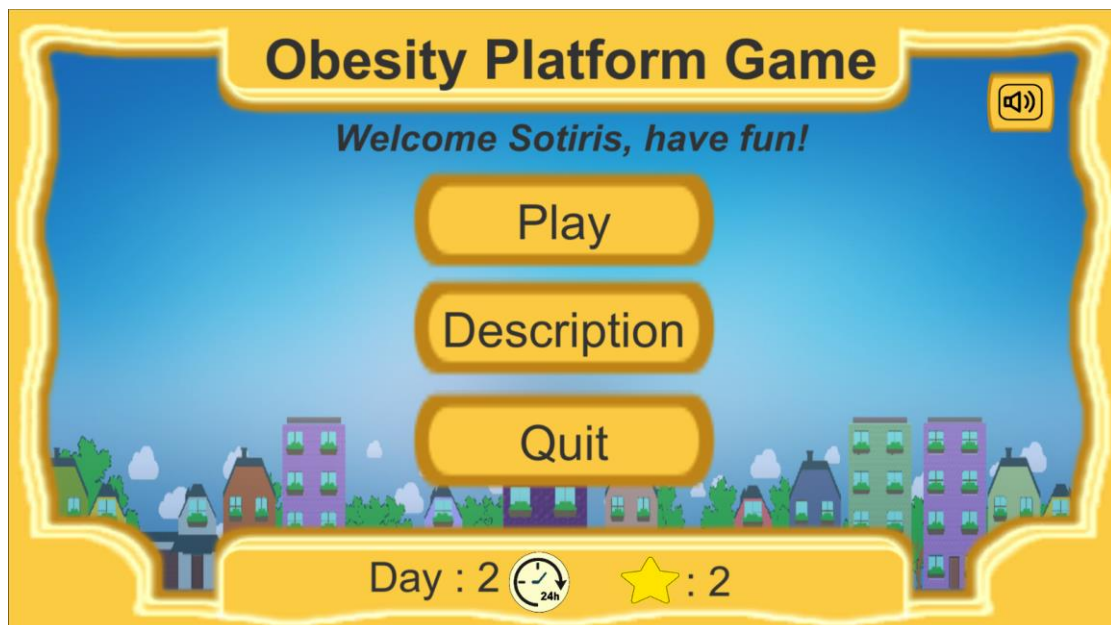 Obesity Platform Game
Welcome Sotiris, have fun!
Play
Description
Quit
Day : 2 24h : 2